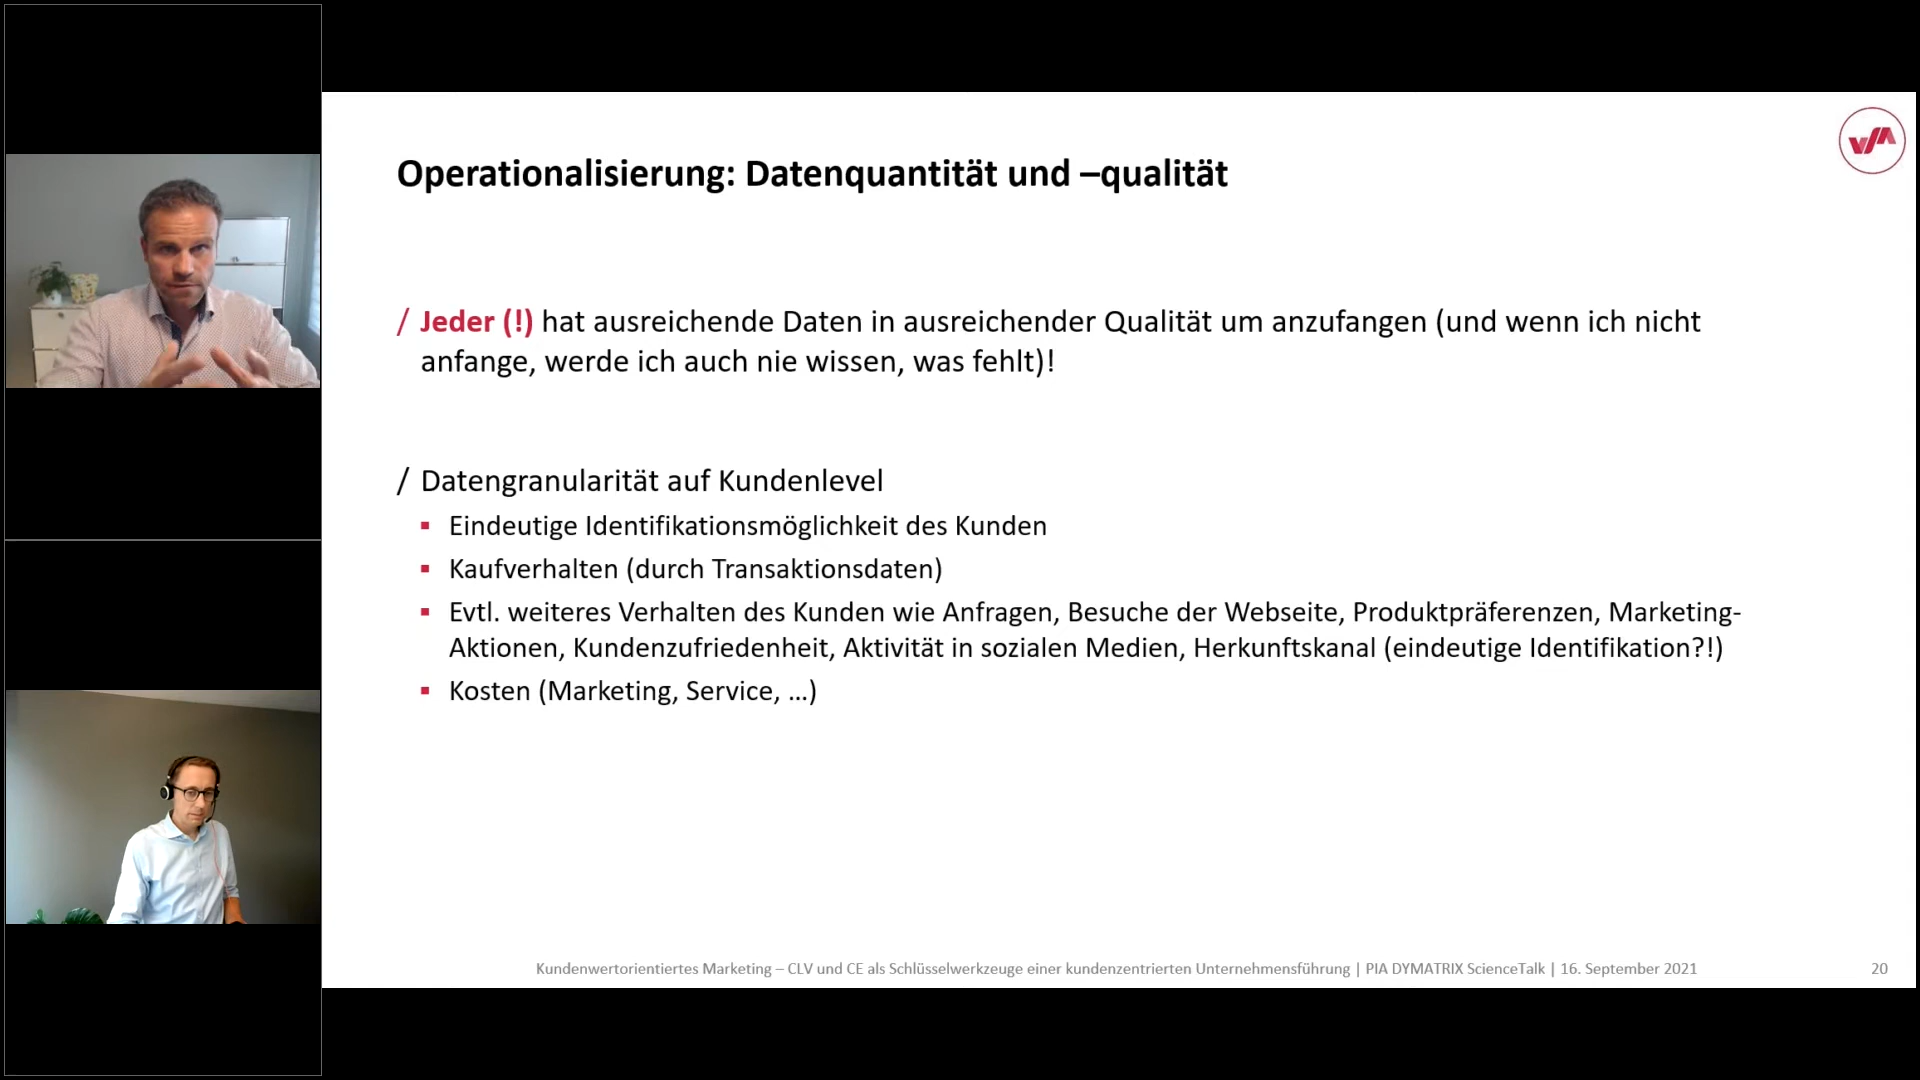 Operationalisierung: Datenquantität und –qualität
/ Jeder (!) hat ausreichende Daten in ausreichender Qualität um anzufangen (und wenn ich nicht
anfange, werde ich auch nie wissen, was fehlt)!
/ Datengranularität auf Kundenlevel
▪ Eindeutige Identifikationsmöglichkeit des Kunden
▪ Kaufverhalten (durch Transaktionsdaten)
▪ Evtl. weiteres Verhalten des Kunden wie Anfragen, Besuche der Webseite, Produktpräferenzen, Marketing-
Aktionen, Kundenzufriedenheit, Aktivität in sozialen Medien, Herkunftskanal (eindeutige Identifikation?!)
▪ Kosten (Marketing, Service, …)
Kundenwertorientiertes Marketing – CLV und CE als Schlüsselwerkzeuge einer kundenzentrierten Unternehmensführung | PIA DYMATRIX ScienceTalk | 16. September 2021
20